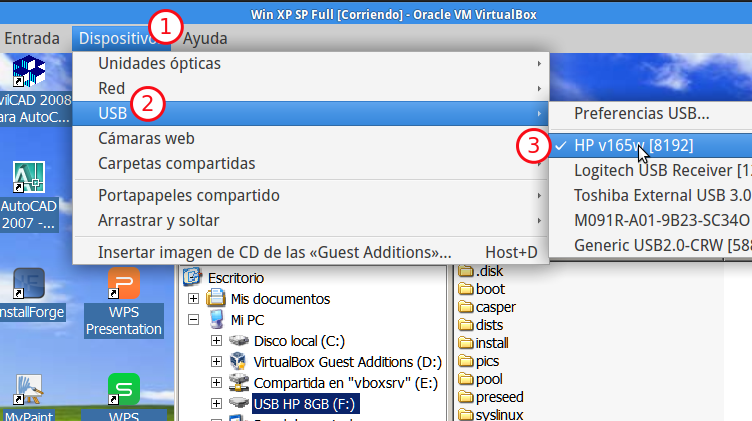 Win XP SP Full [Corriendo] - Oracle VM VirtualBox
Entrada Dispositivo Ayuda
1
Unidades ópticas
Red
USB
2
Cámaras web
Carpetas compartidas
Portapapeles compartido
Arrastrar y soltar
Insertar imagen de CD de las «Guest Additions»... Host+D
Preferencias USB...
3
HP v165w [8192]
Logitech USB Receiver [12
Toshiba External USB 3.0
M091R-A01-9B23-SC34O
Generic USB2.0-CRW [588
vilCAD 2008
ara AutoC...
AutoCAD
2007 -...
nstallForge
WPS
Presentation
MyPaint
WPS
Escritorio
Mis documentos
Mi PC
Disco local (C:)
VirtualBox Guest Additions (D:)
Compartida en "vboxsrv" (E:)
USB HP 8GB (F:)
.disk
boot
casper
dists
install
pics
pool
preseed
syslinux